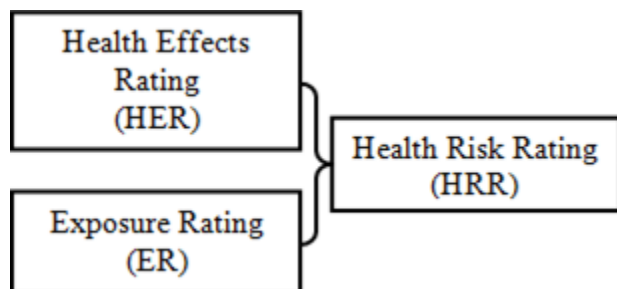 Health Effects
Rating
(HER)
Health Risk Rating
(HRR)
Exposure Rating
(ER)